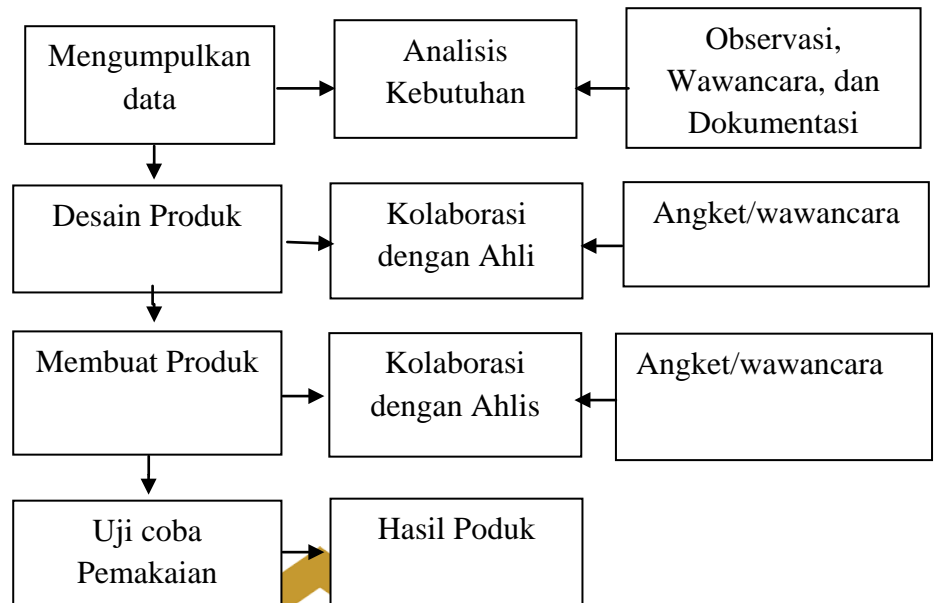 Mengumpulkan
data
Analisis
Kebutuhan
Observasi,
Wawancara, dan
Dokumentasi
Desain Produk
Kolaborasi
dengan Ahli
Angket/wawancara
Membuat Produk
Kolaborasi
dengan Ahlis
Angket/wawancara
Uji coba
Pemakaian
Hasil Poduk